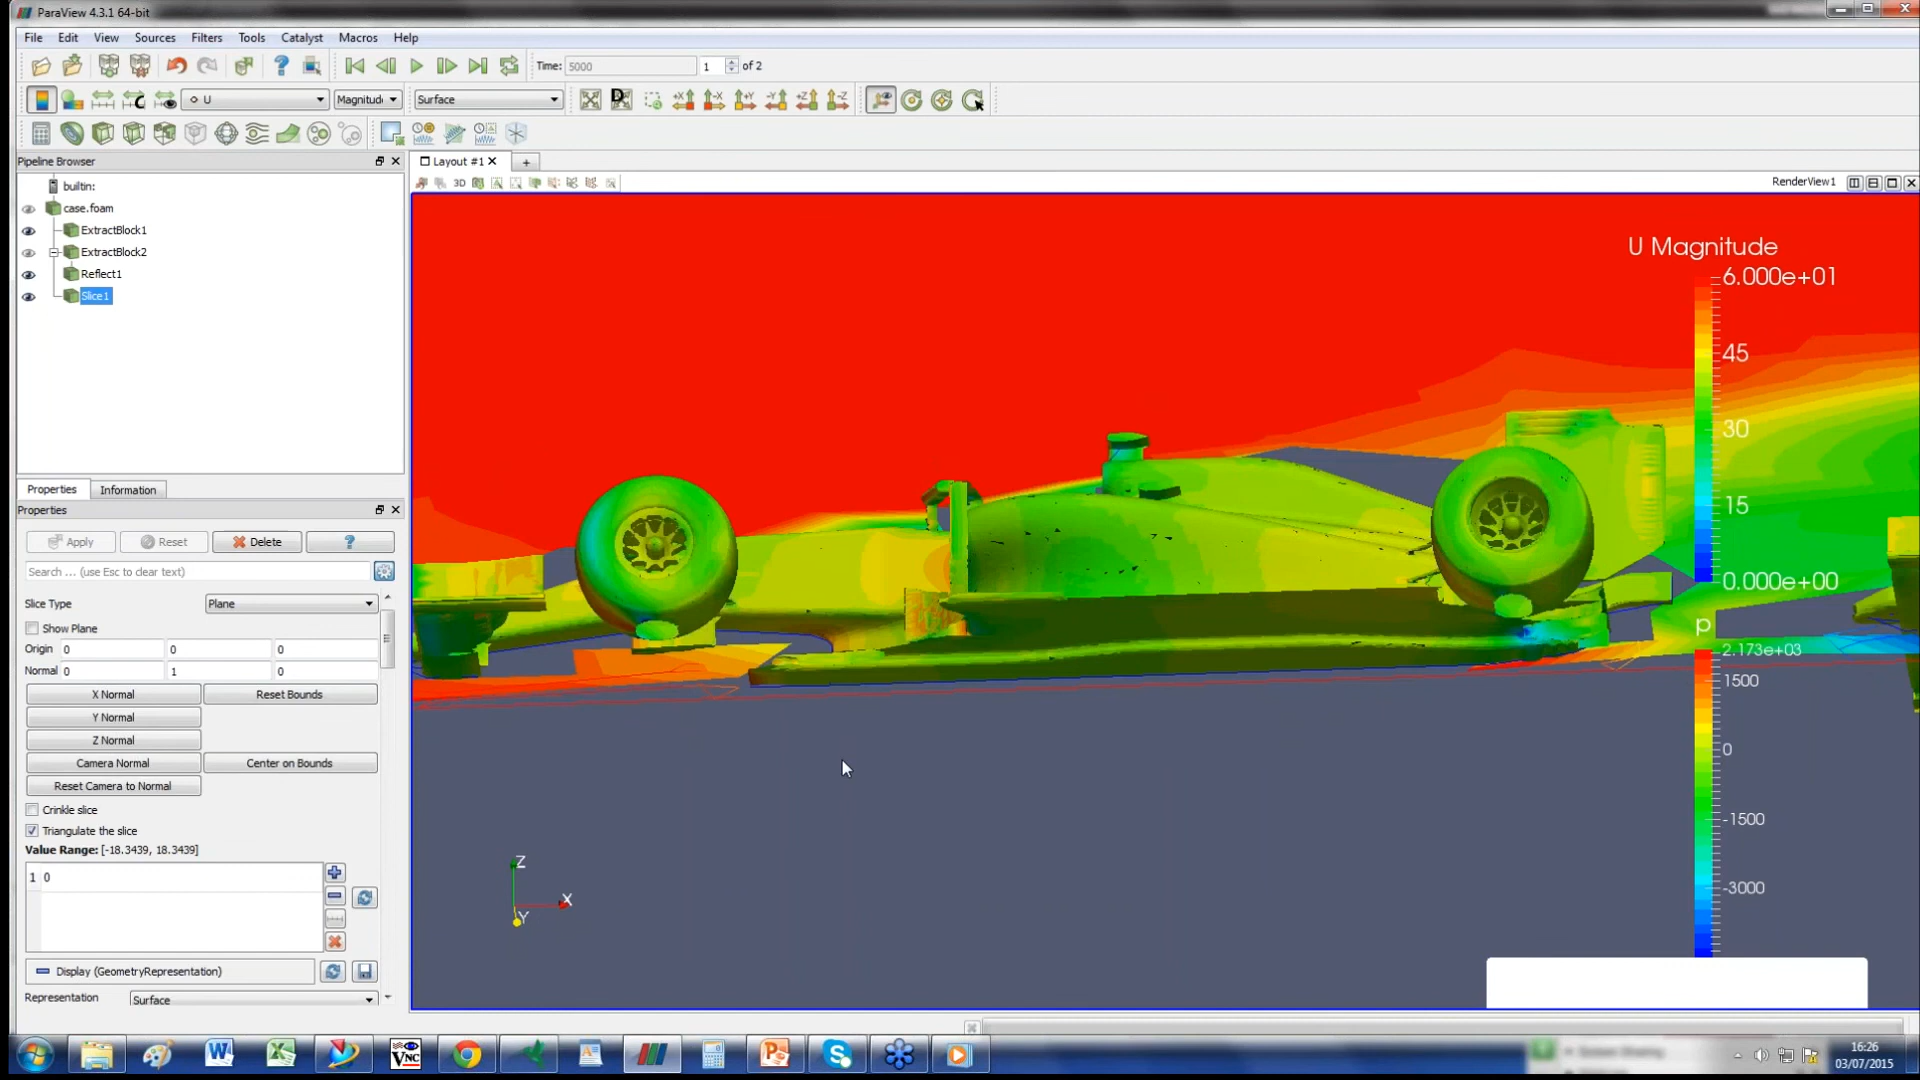 ParaView 4.3.1 64-bit
File Edit View Sources Filters Tools Catalyst Macros Help
Time: 5000 1 of 2
U Magnitud Surface
Pipeline Browser
Layout #1
3D
RenderView1
builtin:
case.foam
ExtractBlock1
ExtractBlock2
Reflect1
Slice1
U Magnitude
6.000e+01
45
30
15
0.000e+00
p
2.173e+03
1500
0
-1500
-3000
Properties Information
Properties
Apply Reset Delete ?
Search ... (use Esc to clear text)
Slice Type Plane
Show Plane
Origin 0 0 0
Normal 0 1 0
X Normal Reset Bounds
Y Normal
Z Normal
Camera Normal Center on Bounds
Reset Camera to Normal
Crinkle slice
Triangulate the slice
Value Range: [-18.3439, 18.3439]
1 0
Display (GeometryRepresentation)
Representation Surface
Z
X
Y
16:26
03/07/2015